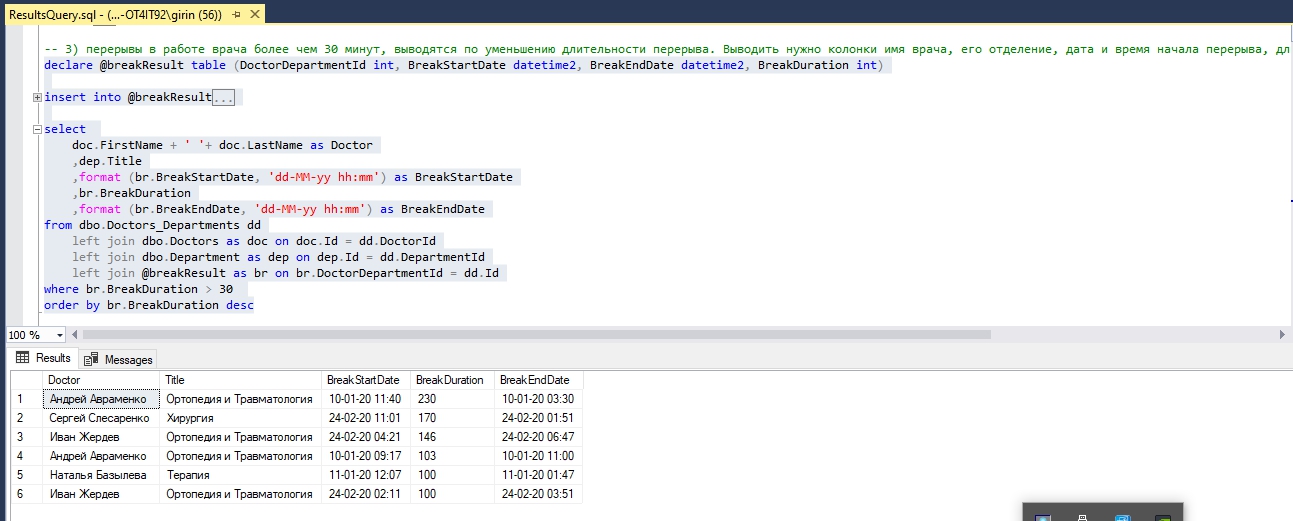 ResultsQuery.sql - (...-OT4IT92\girin (56))
-- 3) перерывы в работе врача более чем 30 минут, выводятся по уменьшению длительности перерыва. Выводить нужно колонки имя врача, его отделение, дата и время начала перерыва, дл
declare @breakResult table (DoctorDepartmentId int, BreakStartDate datetime2, BreakEndDate datetime2, BreakDuration int)
insert into @breakResult...
select
doc.FirstName + ' '+ doc.LastName as Doctor
,dep.Title
,format (br.BreakStartDate, 'dd-MM-yy hh:mm') as BreakStartDate
,br.BreakDuration
,format (br.BreakEndDate, 'dd-MM-yy hh:mm') as BreakEndDate
from dbo.Doctors_Departments dd
left join dbo.Doctors as doc on doc.Id = dd.DoctorId
left join dbo.Department as dep on dep.Id = dd.DepartmentId
left join @breakResult as br on br.DoctorDepartmentId = dd.Id
where br.BreakDuration > 30
order by br.BreakDuration desc
100 %
Results Messages
Doctor Title BreakStartDate BreakDuration BreakEndDate
1 Андрей Авраменко Ортопедия и Травматология 10-01-20 11:40 230 10-01-20 03:30
2 Сергей Слесаренко Хирургия 24-02-20 11:01 170 24-02-20 01:51
3 Иван Жердев Ортопедия и Травматология 24-02-20 04:21 146 24-02-20 06:47
4 Андрей Авраменко Ортопедия и Травматология 10-01-20 09:17 103 10-01-20 11:00
5 Наталья Базылева Терапия 11-01-20 12:07 100 11-01-20 01:47
6 Иван Жердев Ортопедия и Травматология 24-02-20 02:11 100 24-02-20 03:51